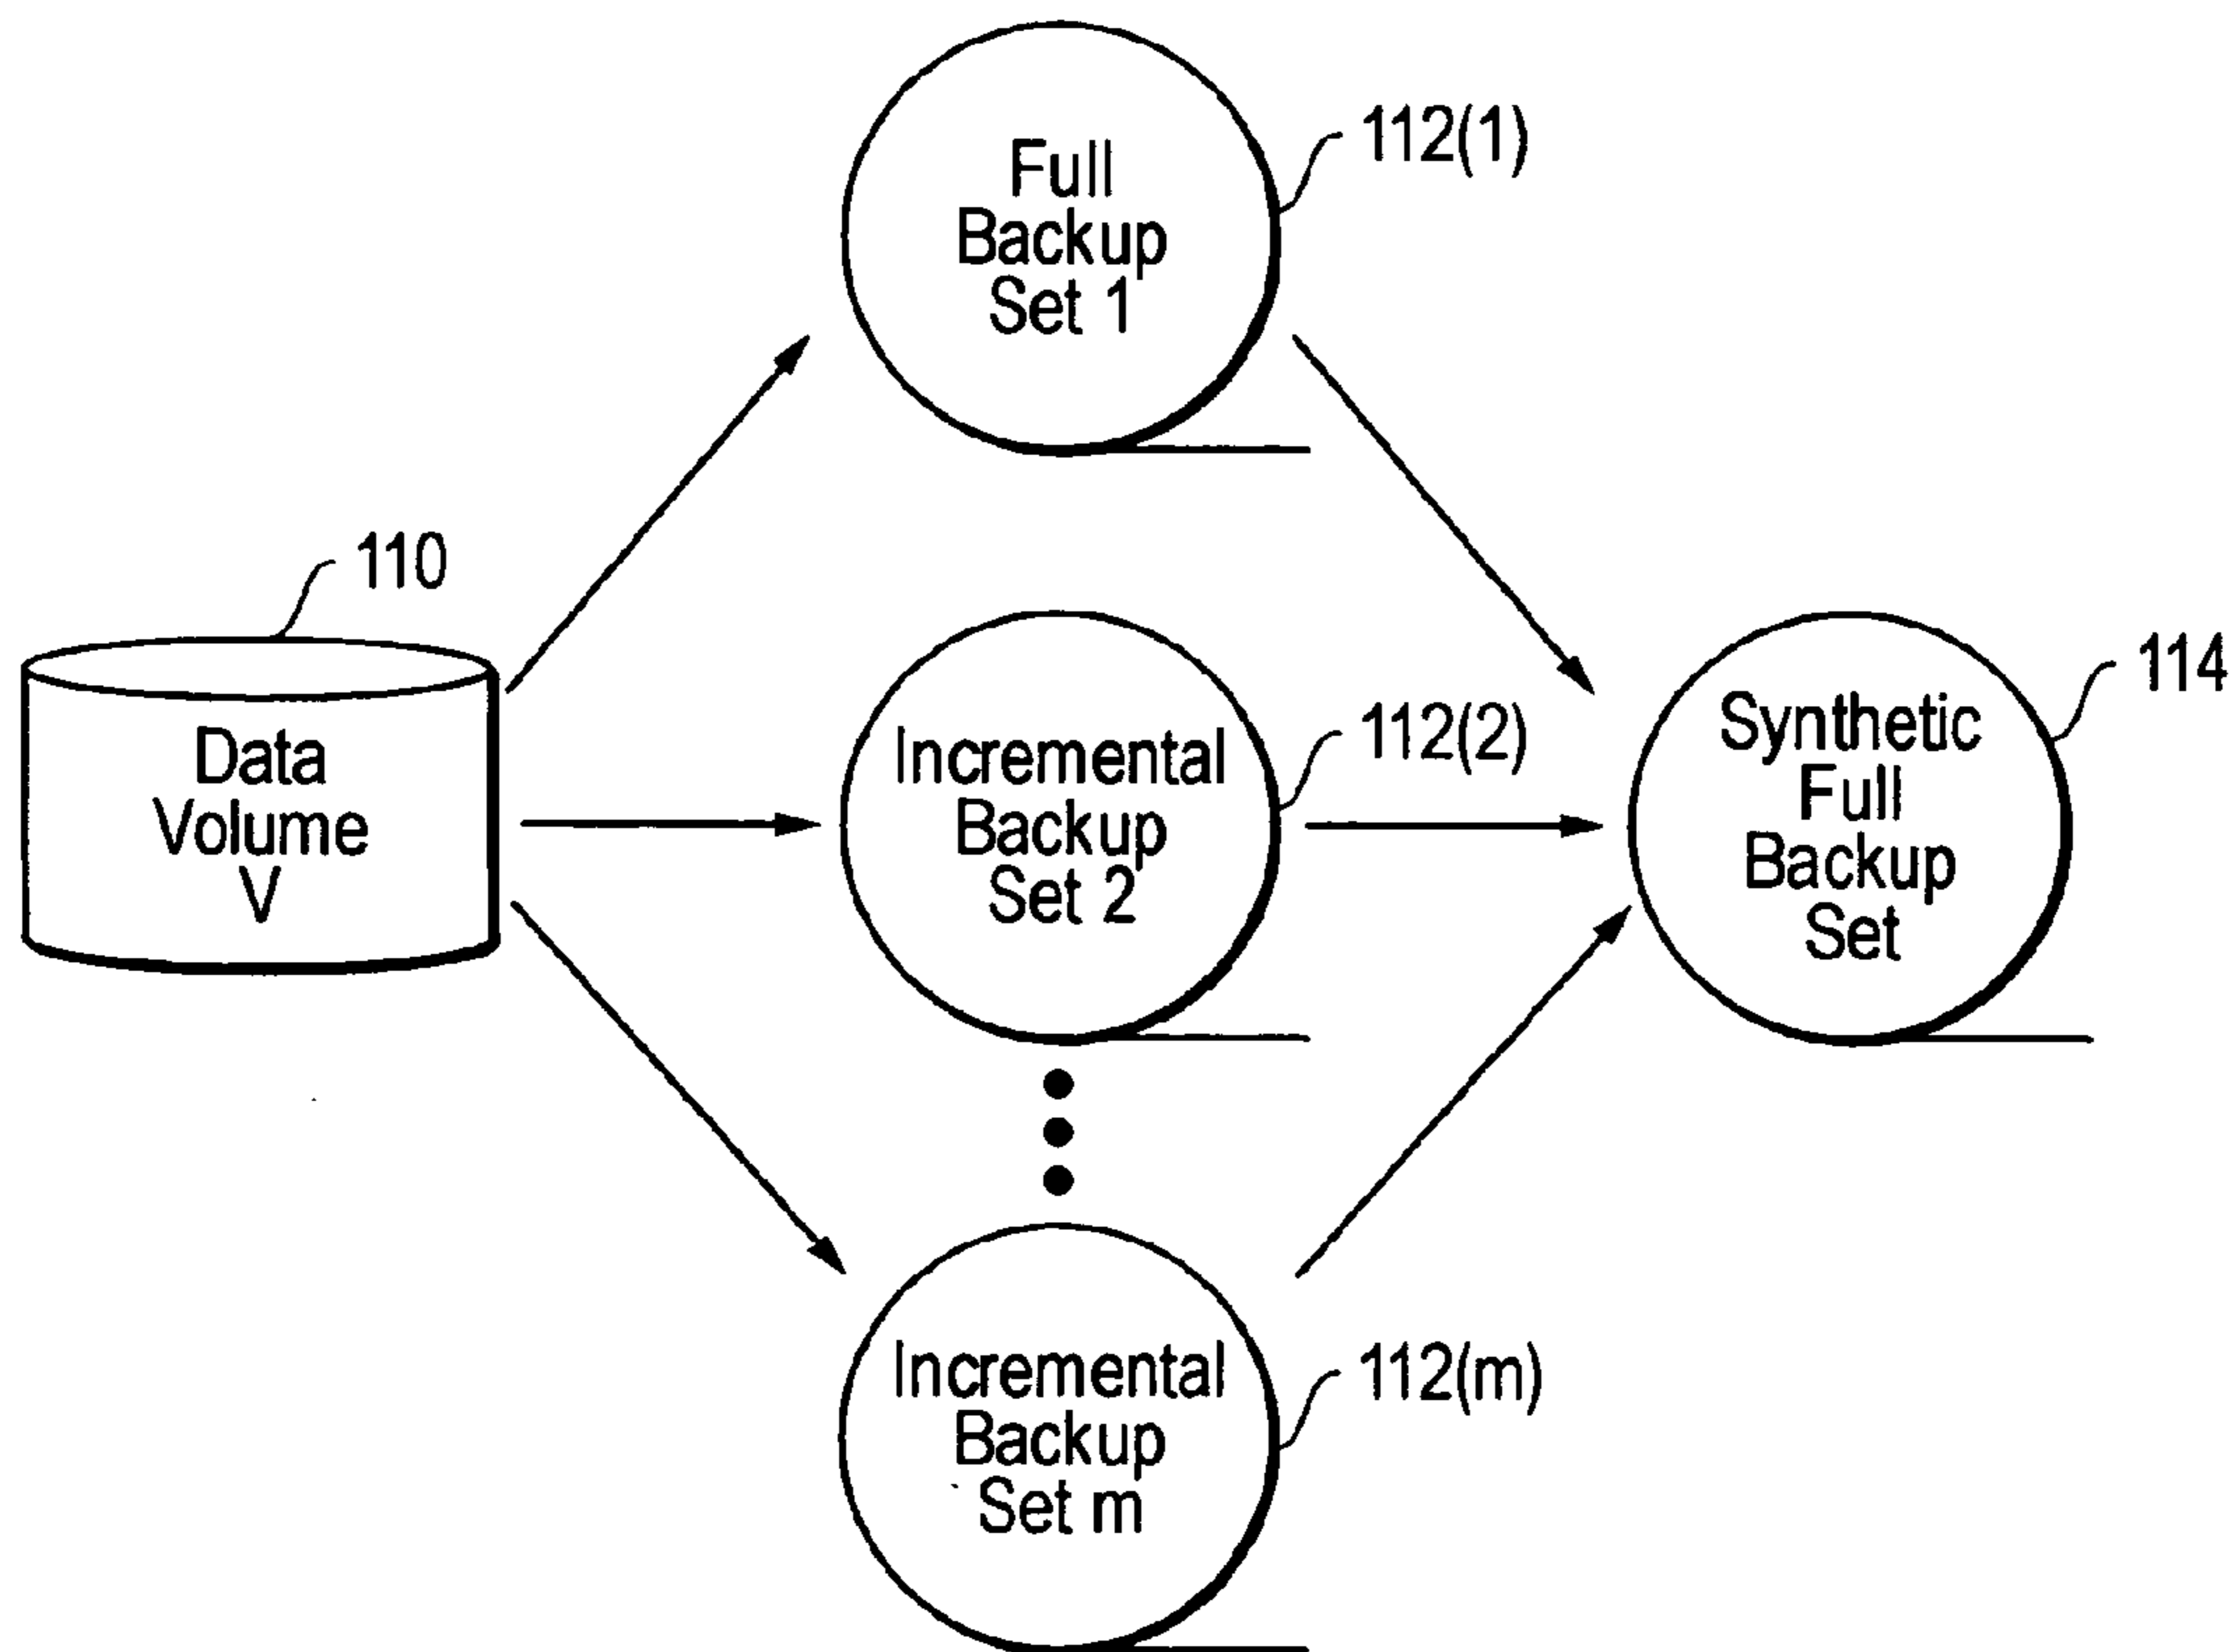 Full
Backup
Set 1
112(1)
110
Data
Volume
V
Incremental
Backup
Set 2
112(2)
Synthetic
Full
Backup
Set
114
Incremental
Backup
Set m
112(m)